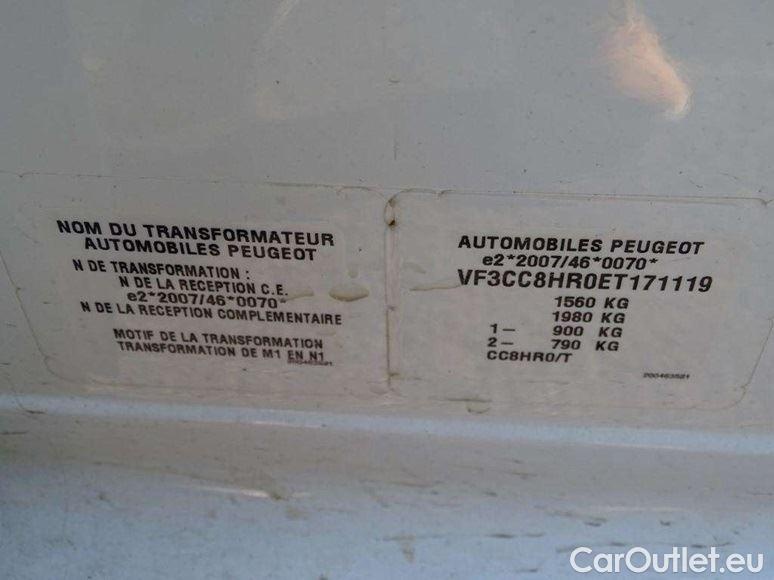 NOM DU TRANSFORMATEUR
AUTOMOBILES PEUGEOT
N DE TRANSFORMATION :
N DE LA RECEPTION C.E.
e2*2007/46*0070*
N DE LA RECEPTION COMPLEMENTAIRE
MOTIF DE LA TRANSFORMATION
TRANSFORMATION DE M1 EN N1
200463521
AUTOMOBILES PEUGEOT
e2*2007/46*0070*
VF3CC8HR0ET171119
1560 KG
1980 KG
1- 900 KG
2- 790 KG
CC8HR0/T
200463521
CarOutlet.eu